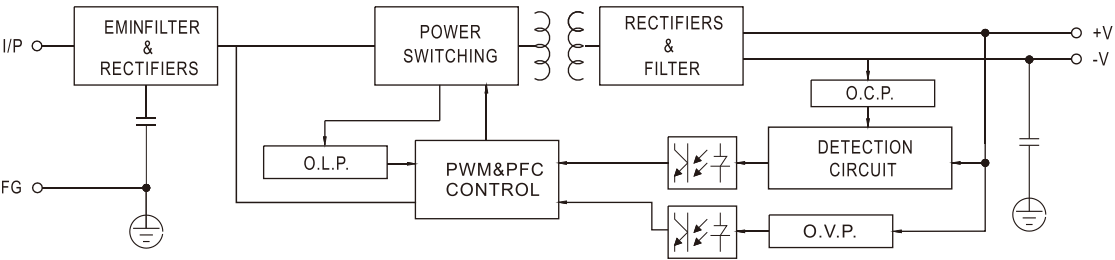 I/P
EMINFILTER
&
RECTIFIERS
POWER
SWITCHING
RECTIFIERS
&
FILTER
+V
-V
O.C.P.
O.L.P.
PWM&PFC
CONTROL
DETECTION
CIRCUIT
FG
O.V.P.